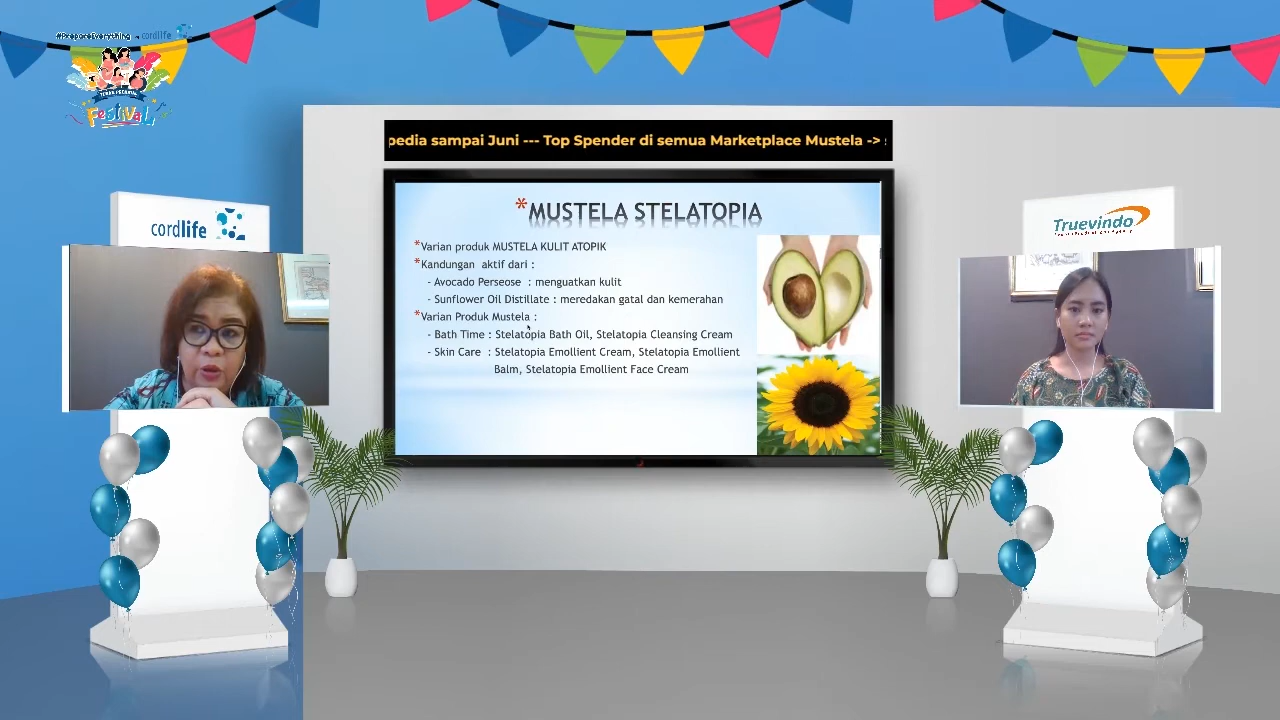 #PrepareEverything cordlife
Festival
pedia sampai Juni --- Top Spender di semua Marketplace Mustela ->
*MUSTELA STELATOPIA
cordlife
Truevindo
*Varian produk MUSTELA KULIT ATOPIK
*Kandungan aktif dari :
- Avocado Perseose : menguatkan kulit
- Sunflower Oil Distillate : meredakan gatal dan kemerahan
*Varian Produk Mustela :
- Bath Time : Stelatopia Bath Oil, Stelatopia Cleansing Cream
- Skin Care : Stelatopia Emollient Cream, Stelatopia Emollient
Balm, Stelatopia Emollient Face Cream